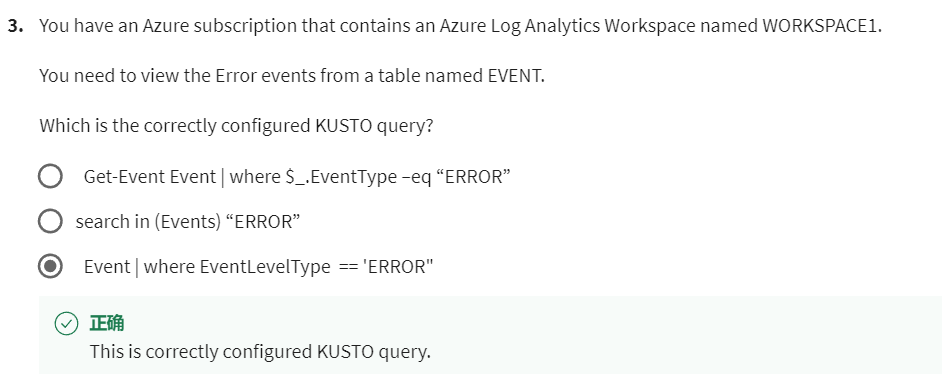 3. You have an Azure subscription that contains an Azure Log Analytics Workspace named WORKSPACE1.
You need to view the Error events from a table named EVENT.
Which is the correctly configured KUSTO query?
Get-Event Event | where $_.EventType –eq “ERROR”
search in (Events) “ERROR”
Event | where EventLevelType == 'ERROR"
正确
This is correctly configured KUSTO query.